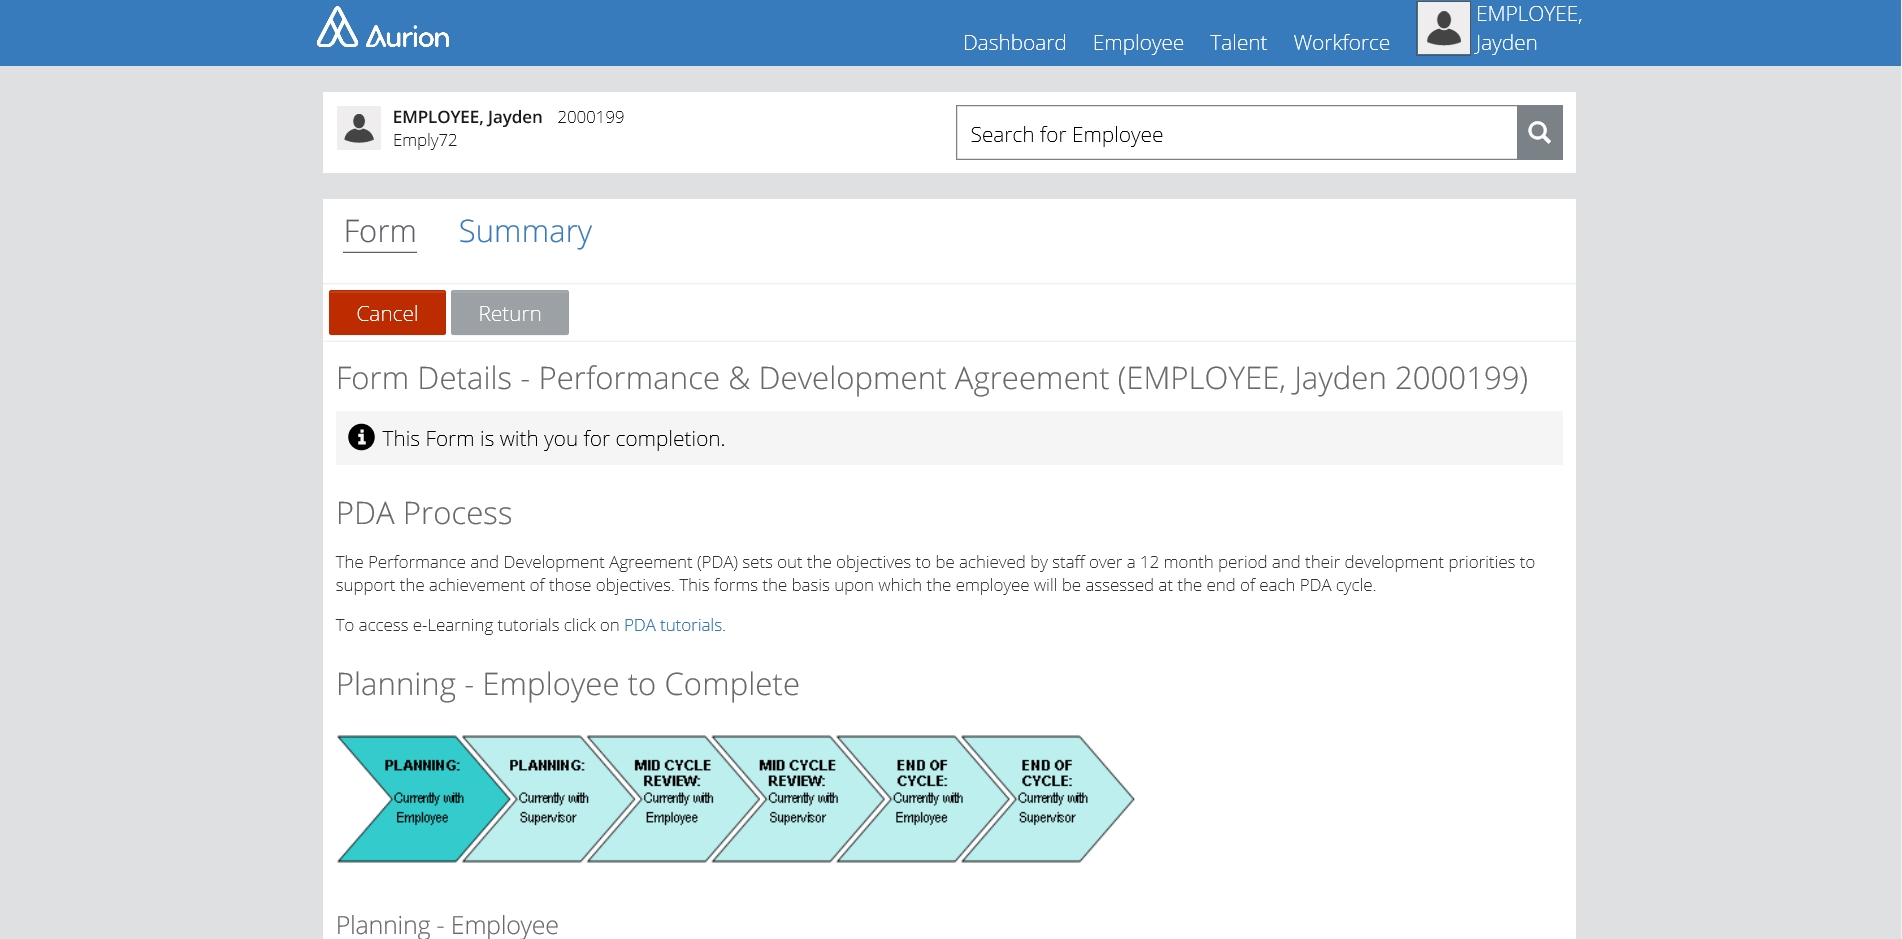 Aurion
Dashboard Employee Talent Workforce
EMPLOYEE,
Jayden
EMPLOYEE, Jayden 2000199
Emply72
Search for Employee
Form Summary
Cancel Return
Form Details - Performance & Development Agreement (EMPLOYEE, Jayden 2000199)
This Form is with you for completion.
PDA Process
The Performance and Development Agreement (PDA) sets out the objectives to be achieved by staff over a 12 month period and their development priorities to
support the achievement of those objectives. This forms the basis upon which the employee will be assessed at the end of each PDA cycle.
To access e-Learning tutorials click on PDA tutorials.
Planning - Employee to Complete
PLANNING:
Currently with
Employee
PLANNING:
Currently with
Supervisor
MID CYCLE
REVIEW:
Currently with
Employee
MID CYCLE
REVIEW:
Currently with
Supervisor
END OF
CYCLE:
Currently with
Employee
END OF
CYCLE:
Currently with
Supervisor
Planning - Employee